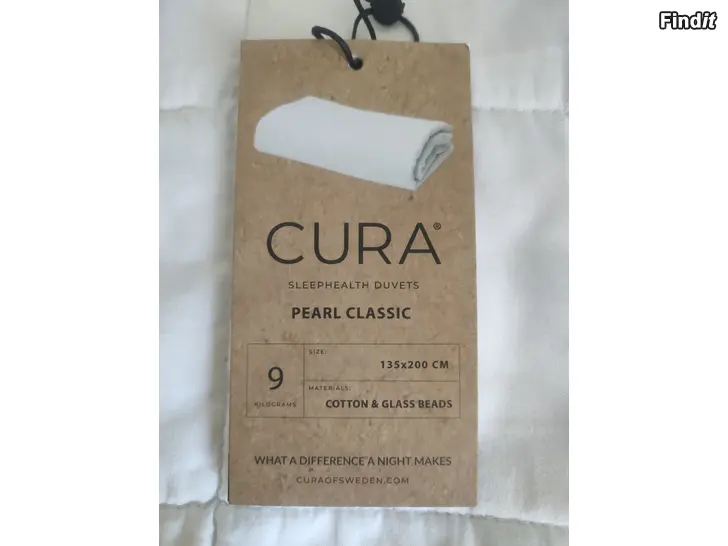 Findit
CURA®
SLEEPHEALTH DUVETS
PEARL CLASSIC
9
KILOGRAMS
SIZE:
135x200 CM
MATERIALS:
COTTON & GLASS BEADS
WHAT A DIFFERENCE A NIGHT MAKES
CURAOFSWEDEN.COM